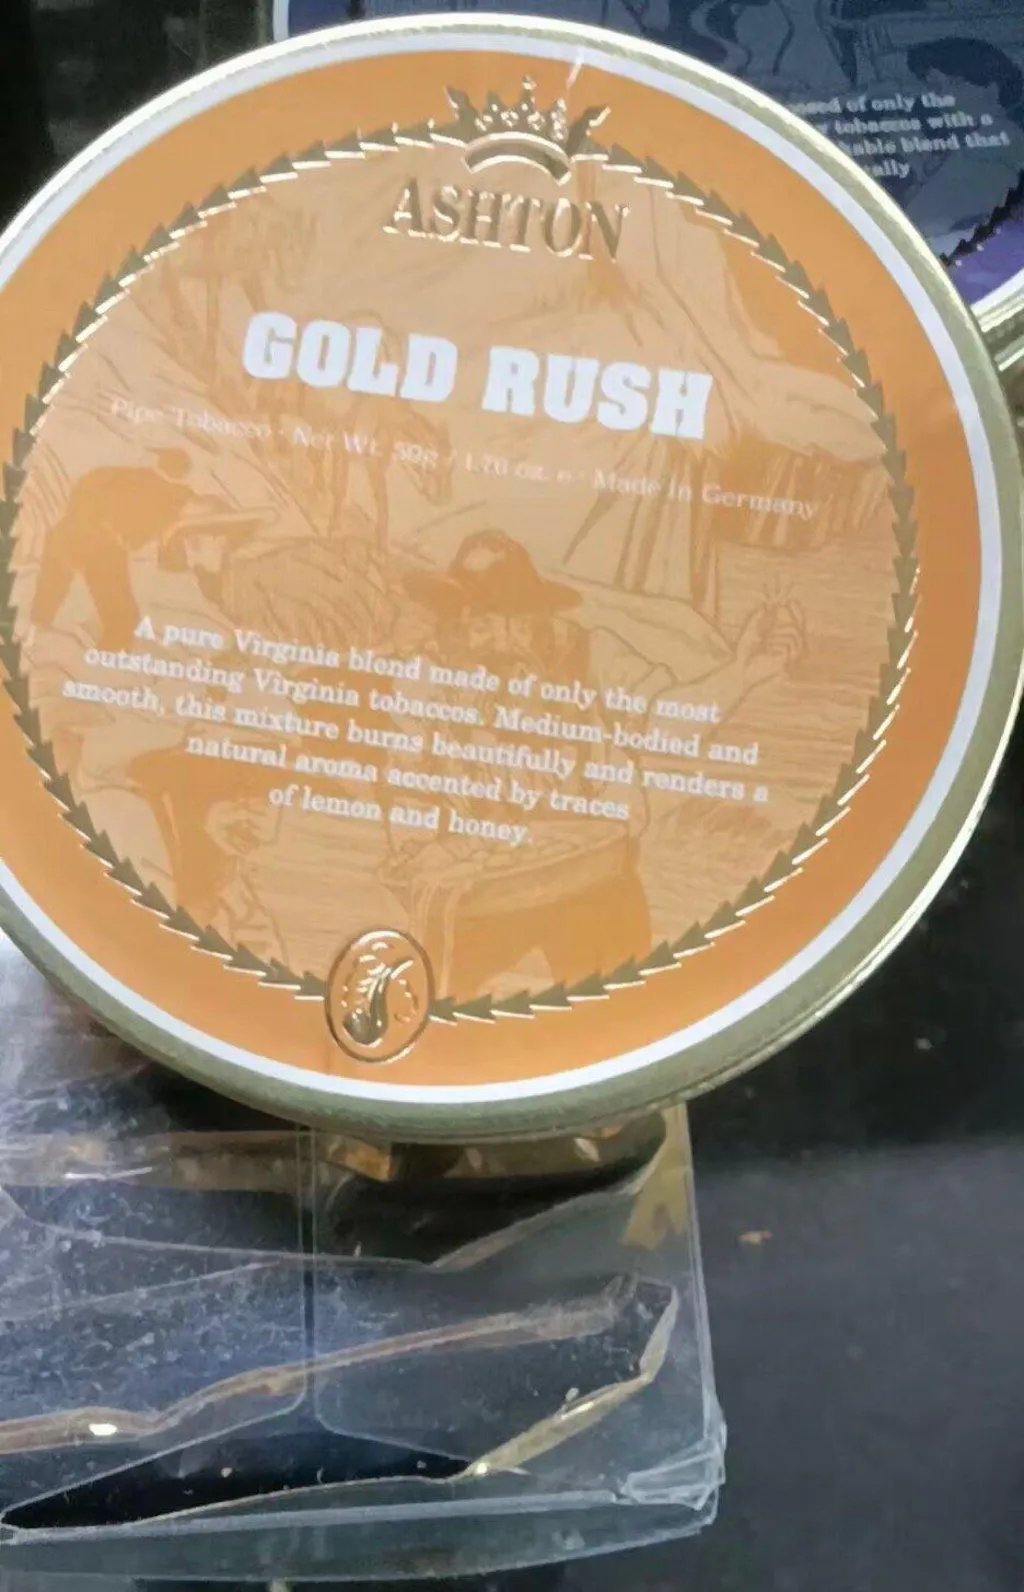 ASHTON
GOLD RUSH
Pipe Tobacco · Net Wt. 50g / 1.76 oz. e · Made in Germany
A pure Virginia blend made of only the most
outstanding Virginia tobaccos. Medium-bodied and
smooth, this mixture burns beautifully and renders a
natural aroma accented by traces
of lemon and honey.
of only the
tobaccos with a
blend that